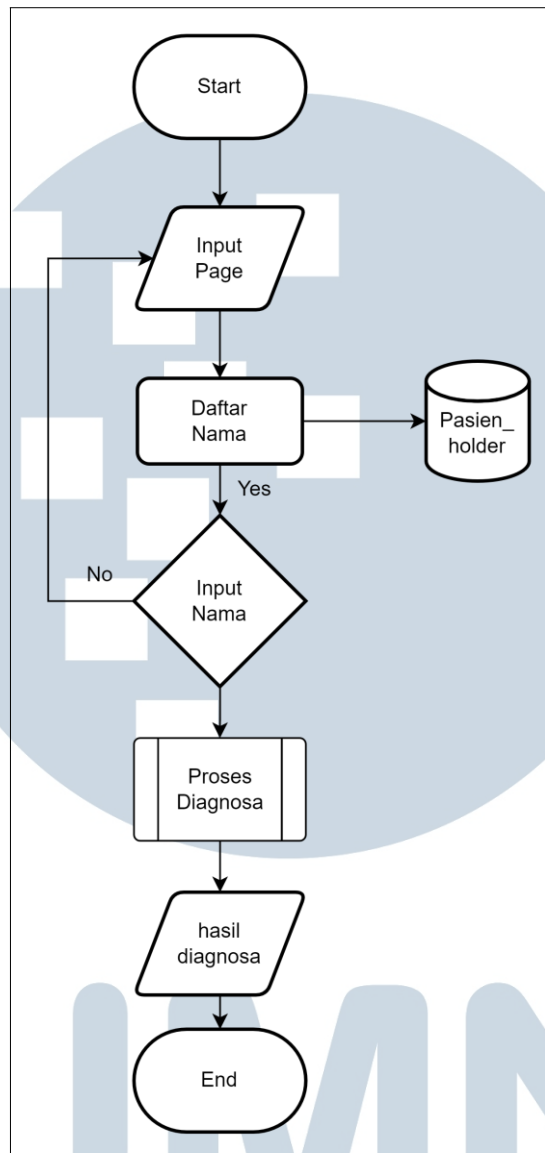 Start
Input
Page
Daftar
Nama
Pasien_
holder
Yes
No
Input
Nama
Proses
Diagnosa
hasil
diagnosa
End